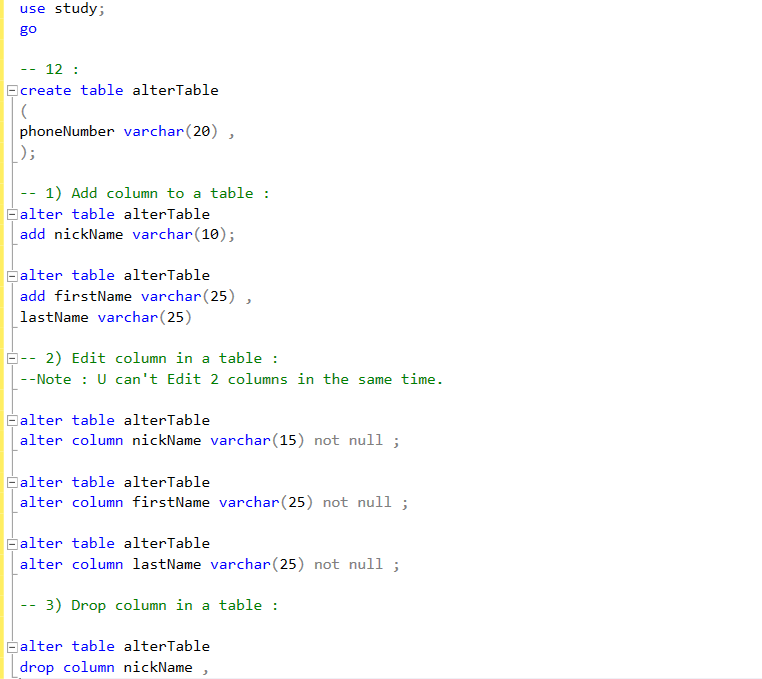 use study;
go
-- 12 :
create table alterTable
(
phoneNumber varchar(20) ,
);
-- 1) Add column to a table :
alter table alterTable
add nickName varchar(10);
alter table alterTable
add firstName varchar(25) ,
lastName varchar(25)
-- 2) Edit column in a table :
--Note : U can't Edit 2 columns in the same time.
alter table alterTable
alter column nickName varchar(15) not null ;
alter table alterTable
alter column firstName varchar(25) not null ;
alter table alterTable
alter column lastName varchar(25) not null ;
-- 3) Drop column in a table :
alter table alterTable
drop column nickName ,